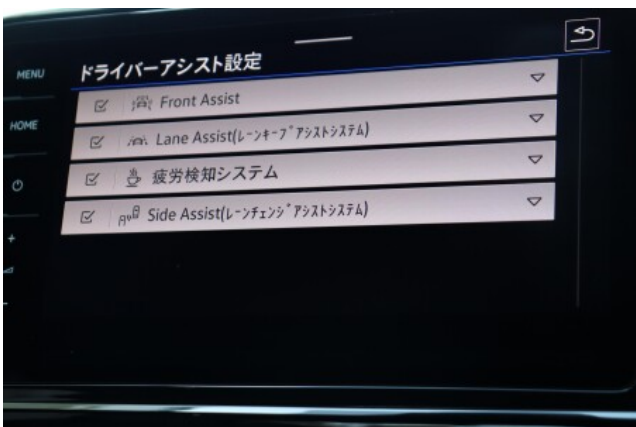 MENU
ドライバーアシスト設定
Front Assist
HOME
Lane Assist(ﾚｰﾝｷｰﾌﾟｱｼｽﾄｼｽﾃﾑ)
疲労検知システム
Side Assist(ﾚｰﾝﾁｪﾝｼﾞｱｼｽﾄｼｽﾃﾑ)
+
-